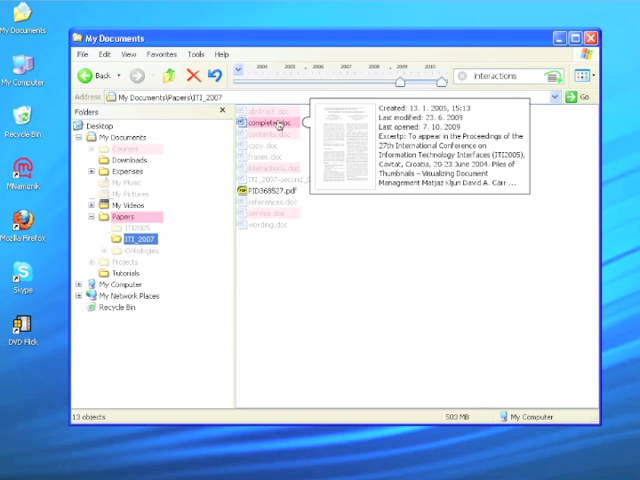 My Documents
My Computer
Recycle Bin
MNemanik
Mozilla Firefox
Skype
DVD Flick
My Documents
File Edit View Favorites Tools Help
Back
2004 2005 2006 2007 2008 2009 2010
interactions
Address My Documents\Papers\ITI_2007
Go
Folders
Desktop
My Documents
Courses
Downloads
Expenses
My Music
My Pictures
My Videos
Papers
ITI2005
ITI_2007
Ontologies
Projects
Tutorials
My Computer
My Network Places
Recycle Bin
abstract.doc
complete.doc
contents.doc
copy.doc
frases.doc
interactions.doc
ITI_2007-second_
PID368527.pdf
references.doc
service.doc
wording.doc
Created: 13. 1. 2005, 15:13
Last modified: 23. 6. 2009
Last opened: 7. 10. 2009
Excerpt: To appear in the Proceedings of the
27th International Conference on
Information Technology Interfaces (ITI2005),
Cavtat, Croatia, 20-23 June 2004. Piles of
Thumbnails – Visualizing Document
Management Matjaz Kljun David A. Carr ...
13 objects
503 MB
My Computer